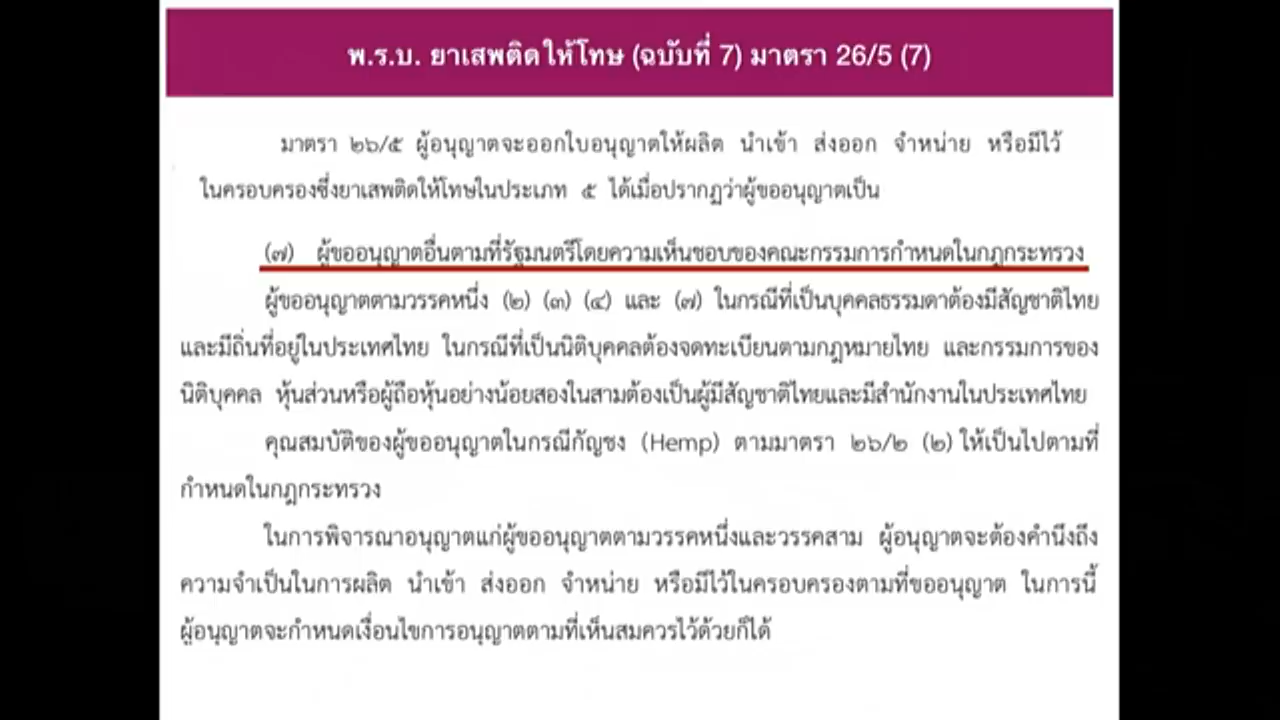 พ.ร.บ. ยาเสพติดให้โทษ (ฉบับที่ 7) มาตรา 26/5 (7)
มาตรา ๒๖/๕ ผู้อนุญาตจะออกใบอนุญาตให้ผลิต นำเข้า ส่งออก จำหน่าย หรือมีไว้
ในครอบครองซึ่งยาเสพติดให้โทษในประเภท ๕ ได้เมื่อปรากฏว่าผู้ขออนุญาตเป็น
(๗) ผู้ขออนุญาตอื่นตามที่รัฐมนตรีโดยความเห็นชอบของคณะกรรมการกำหนดในกฎกระทรวง
ผู้ขออนุญาตตามวรรคหนึ่ง (๒) (๓) (๔) และ (๗) ในกรณีที่เป็นบุคคลธรรมดาต้องมีสัญชาติไทย
และมีถิ่นที่อยู่ในประเทศไทย ในกรณีที่เป็นนิติบุคคลต้องจดทะเบียนตามกฎหมายไทย และกรรมการของ
นิติบุคคล หุ้นส่วนหรือผู้ถือหุ้นอย่างน้อยสองในสามต้องเป็นผู้มีสัญชาติไทยและมีสำนักงานในประเทศไทย
คุณสมบัติของผู้ขออนุญาตในกรณีกัญชง (Hemp) ตามมาตรา ๒๖/๒ (๒) ให้เป็นไปตามที่
กำหนดในกฎกระทรวง
ในการพิจารณาอนุญาตแก่ผู้ขออนุญาตตามวรรคหนึ่งและวรรคสาม ผู้อนุญาตจะต้องคำนึงถึง
ความจำเป็นในการผลิต นำเข้า ส่งออก จำหน่าย หรือมีไว้ในครอบครองตามที่ขออนุญาต ในการนี้
ผู้อนุญาตจะกำหนดเงื่อนไขการอนุญาตตามที่เห็นสมควรไว้ด้วยก็ได้